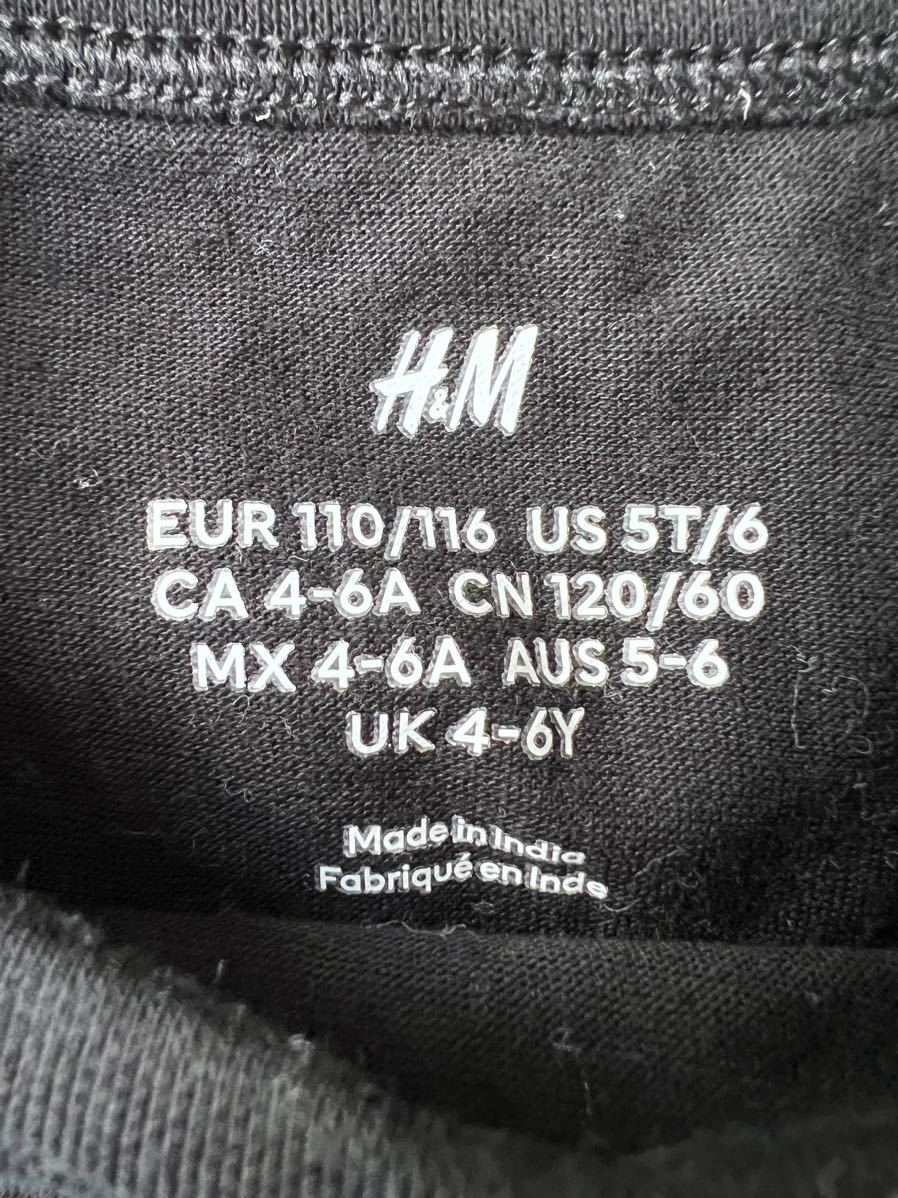 H&M
EUR 110/116 US 5T/6
CA 4-6A CN 120/60
MX 4-6A AUS 5-6
UK 4-6Y
Made in India
Fabriqué en Inde